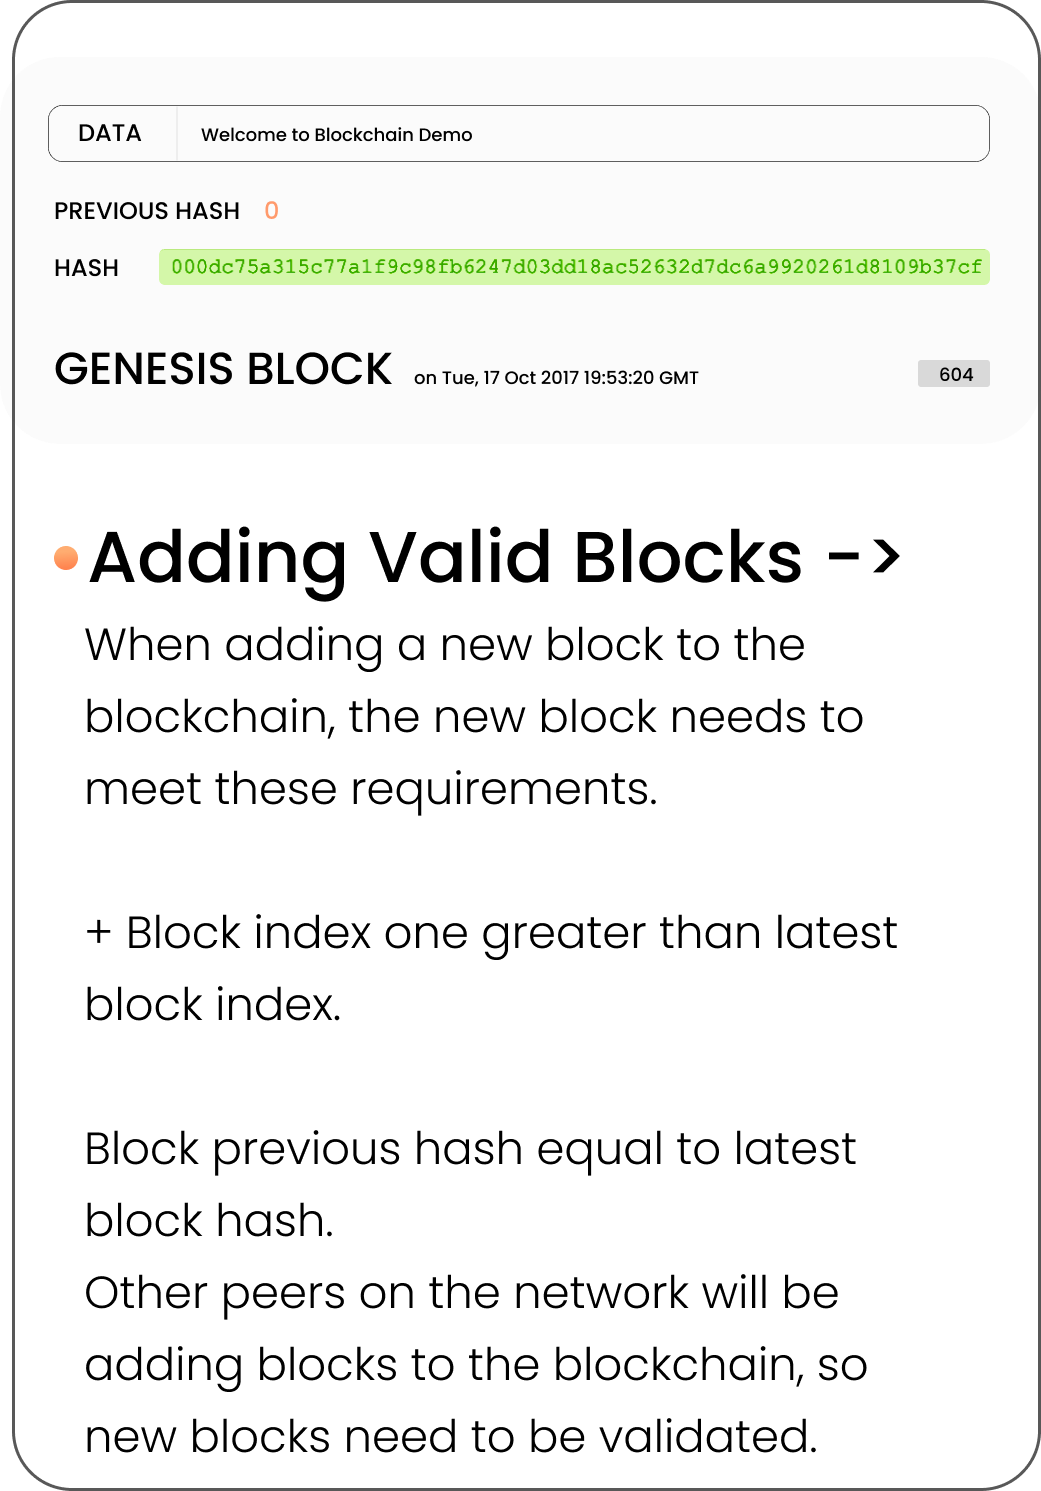 DATA Welcome to Blockchain Demo
PREVIOUS HASH 0
HASH 000dc75a315c77a1f9c98fb6247d03dd18ac52632d7dc6a9920261d8109b37cf
GENESIS BLOCK on Tue, 17 Oct 2017 19:53:20 GMT 604
Adding Valid Blocks ->
When adding a new block to the
blockchain, the new block needs to
meet these requirements.
+ Block index one greater than latest
block index.
Block previous hash equal to latest
block hash.
Other peers on the network will be
adding blocks to the blockchain, so
new blocks need to be validated.